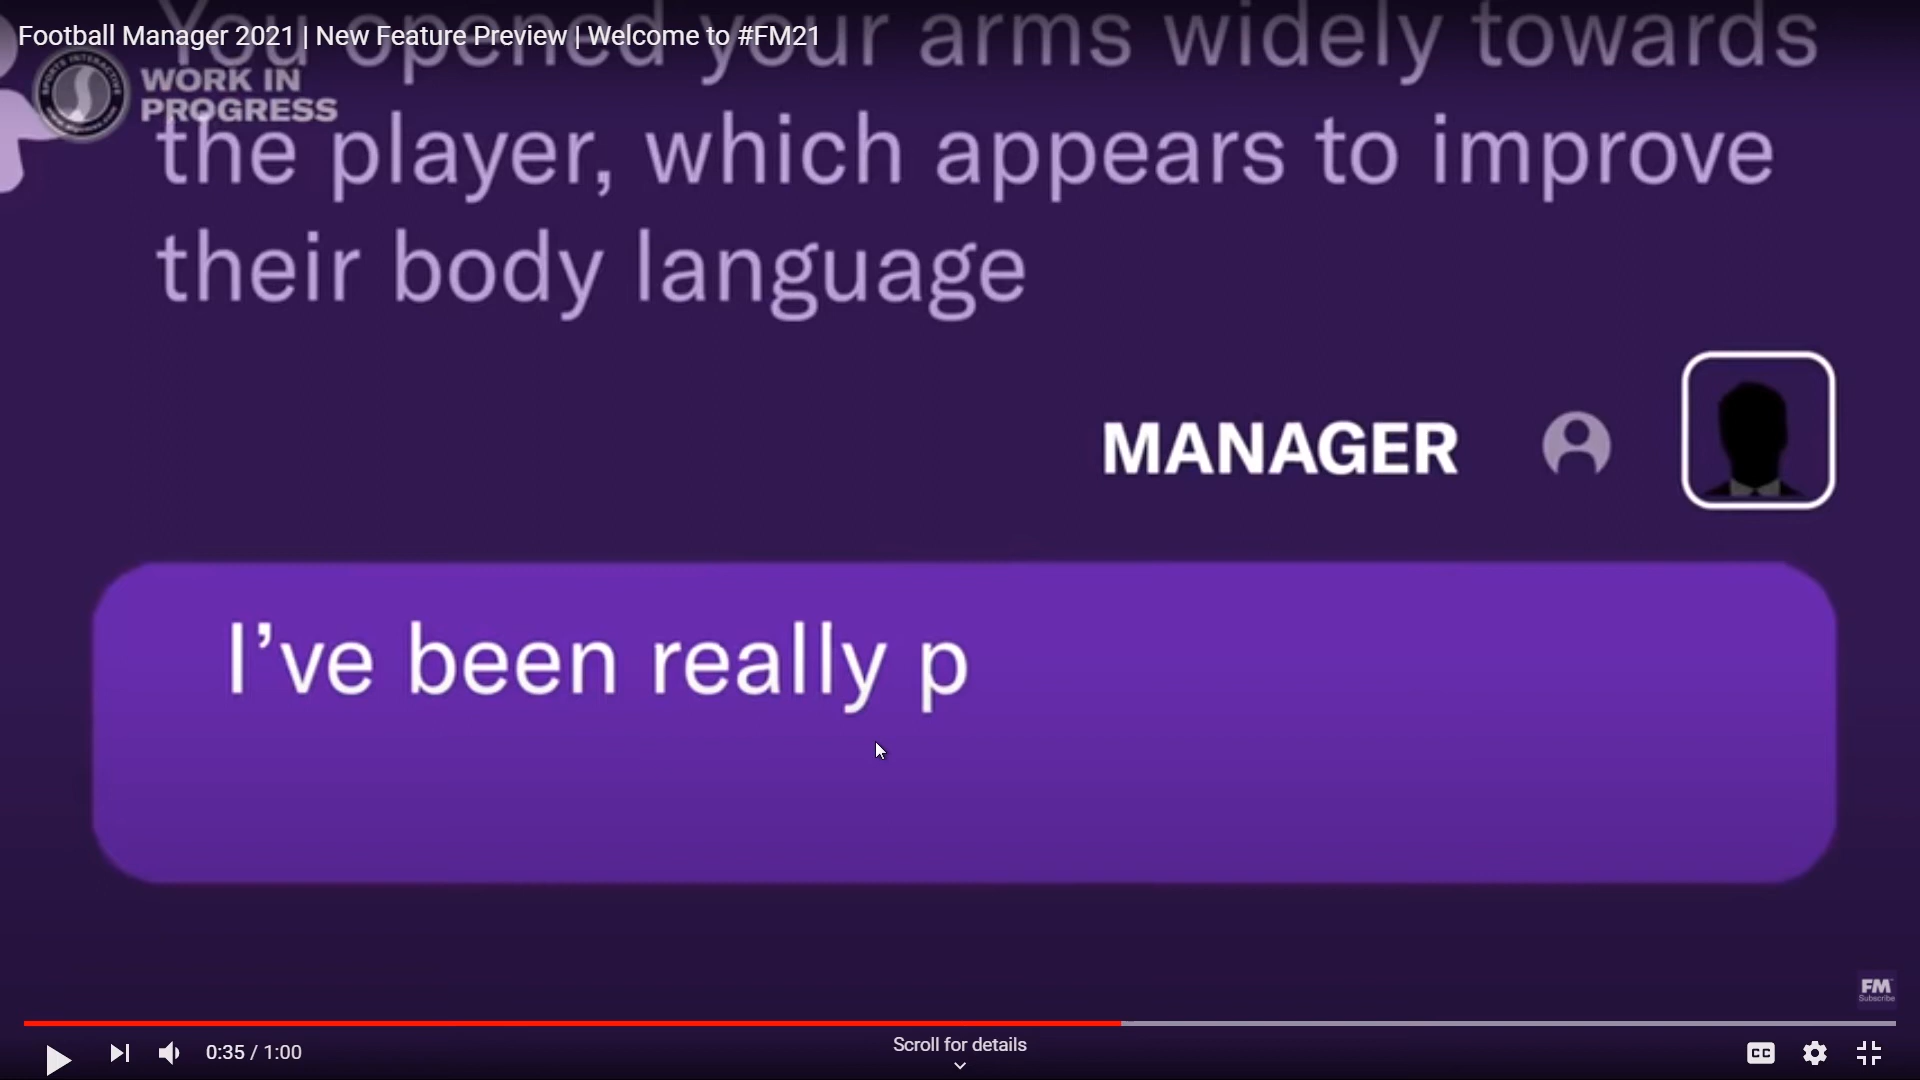 Football Manager 2021 | New Feature Preview | Welcome to #FM21
You opened your arms widely towards
WORK IN
PROGRESS
the player, which appears to improve
their body language
MANAGER
I've been really p
FM
Subscribe
0:35 / 1:00
Scroll for details
CC